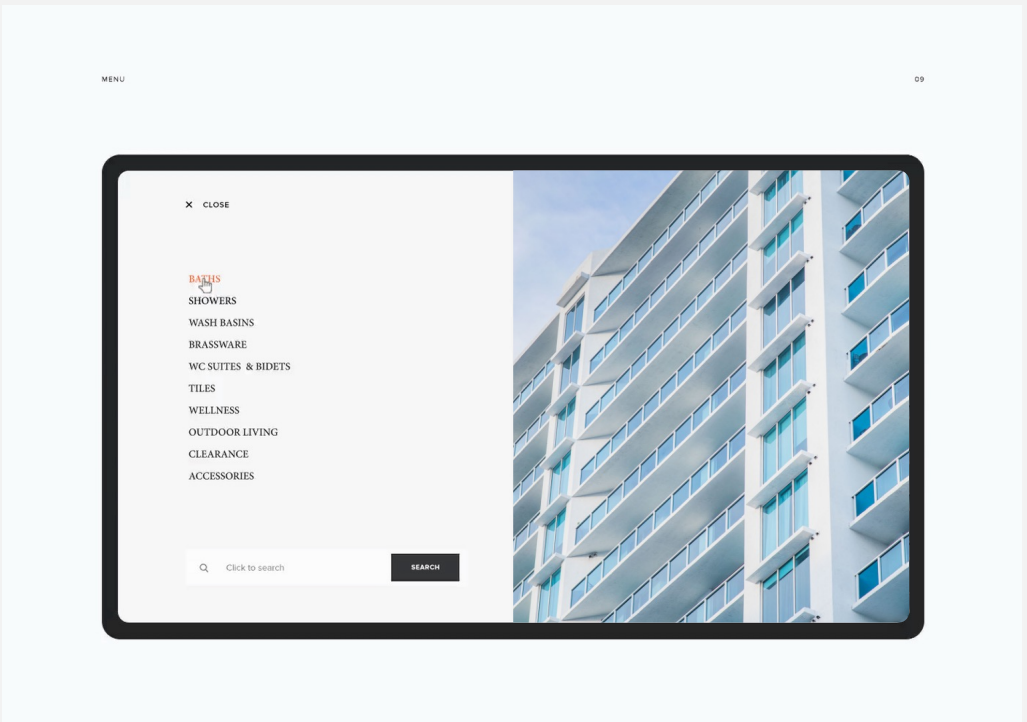 MENU
09
CLOSE
BATHS
SHOWERS
WASH BASINS
BRASSWARE
WC SUITES & BIDETS
TILES
WELLNESS
OUTDOOR LIVING
CLEARANCE
ACCESSORIES
Click to search
SEARCH